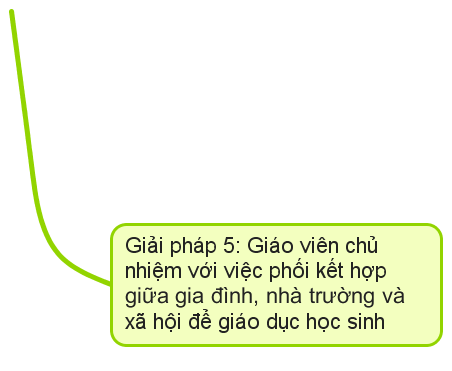 Giải pháp 5: Giáo viên chủ
nhiệm với việc phối kết hợp
giữa gia đình, nhà trường và
xã hội để giáo dục học sinh